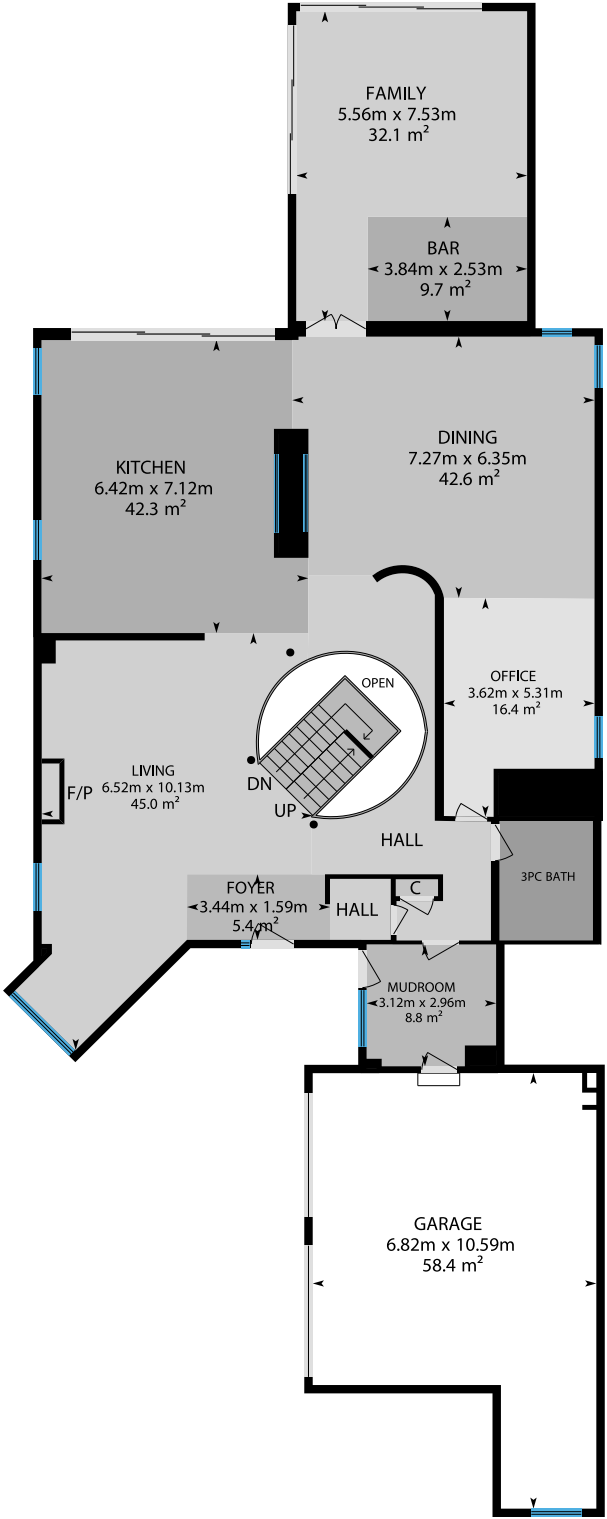 FAMILY
5.56m x 7.53m
32.1 m²
BAR
3.84m x 2.53m
9.7 m²
KITCHEN
6.42m x 7.12m
42.3 m²
DINING
7.27m x 6.35m
42.6 m²
OFFICE
3.62m x 5.31m
16.4 m²
OPEN
LIVING
6.52m x 10.13m
45.0 m²
F/P
DN
UP
HALL
3PC BATH
FOYER
3.44m x 1.59m
5.4 m²
HALL
C
MUDROOM
3.12m x 2.96m
8.8 m²
GARAGE
6.82m x 10.59m
58.4 m²